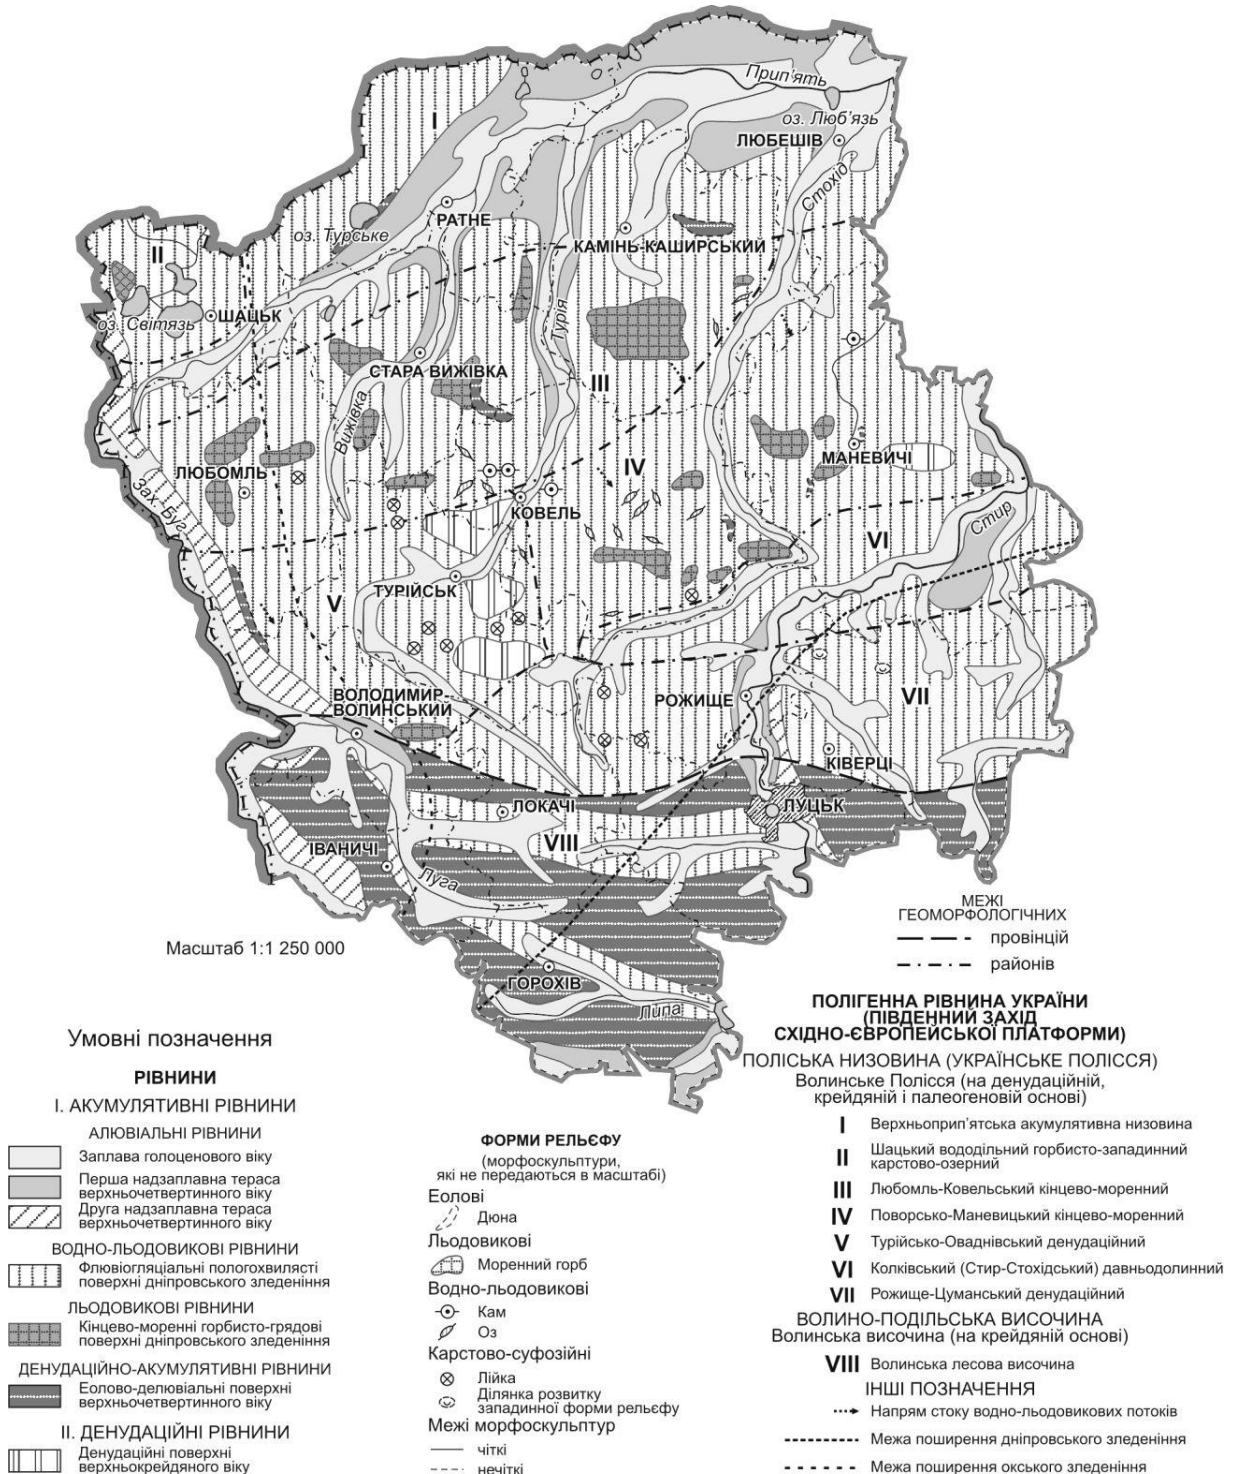 Прип'ять
I
оз. Люб'язь
ЛЮБЕШІВ
Стохід
РАТНЕ
оз. Турське
КАМІНЬ-КАШИРСЬКИЙ
II
оз. Світязь
ШАЦЬК
Турія
СТАРА ВИЖІВКА
III
Вижівка
МАНЕВИЧІ
ЛЮБОМЛЬ
IV
Зах. Буг
КОВЕЛЬ
Стир
VI
ТУРІЙСЬК
V
ВОЛОДИМИР-
ВОЛИНСЬКИЙ
РОЖИЩЕ
VII
КІВЕРЦІ
ЛОКАЧІ
ЛУЦЬК
VIII
ІВАНИЧІ
Луга
ГОРОХІВ
Липа
Масштаб 1:1 250 000
Умовні позначення
РІВНИНИ
І. АКУМУЛЯТИВНІ РІВНИНИ
АЛЮВІАЛЬНІ РІВНИНИ
Заплава голоценового віку
Перша надзаплавна тераса
верхньочетвертинного віку
Друга надзаплавна тераса
верхньочетвертинного віку
ВОДНО-ЛЬОДОВИКОВІ РІВНИНИ
Флювіогляціальні пологохвилясті
поверхні дніпровського зледеніння
ЛЬОДОВИКОВІ РІВНИНИ
Кінцево-моренні горбисто-грядові
поверхні дніпровського зледеніння
ДЕНУДАЦІЙНО-АКУМУЛЯТИВНІ РІВНИНИ
Еолово-делювіальні поверхні
верхньочетвертинного віку
ІІ. ДЕНУДАЦІЙНІ РІВНИНИ
Денудаційні поверхні
верхньокрейдяного віку
ФОРМИ РЕЛЬЄФУ
(морфоскульптури,
які не передаються в масштабі)
Еолові
Дюна
Льодовикові
Моренний горб
Водно-льодовикові
Кам
Оз
Карстово-суфозійні
Лійка
Ділянка розвитку
западинної форми рельєфу
Межі морфоскульптур
чіткі
нечіткі
МЕЖІ
ГЕОМОРФОЛОГІЧНИХ
провінцій
районів
ПОЛІГЕННА РІВНИНА УКРАЇНИ
(ПІВДЕННИЙ ЗАХІД
СХІДНО-ЄВРОПЕЙСЬКОЇ ПЛАТФОРМИ)
ПОЛІСЬКА НИЗОВИНА (УКРАЇНСЬКЕ ПОЛІССЯ)
Волинське Полісся (на денудаційній,
крейдяній і палеогеновій основі)
I Верхньоприп'ятська акумулятивна низовина
II Шацький вододільний горбисто-западинний
карстово-озерний
III Любомль-Ковельський кінцево-моренний
IV Поворсько-Маневицький кінцево-моренний
V Турійсько-Оваднівський денудаційний
VI Колківський (Стир-Стохідський) давньодолинний
VII Рожище-Цуманський денудаційний
ВОЛИНО-ПОДІЛЬСЬКА ВИСОЧИНА
Волинська височина (на крейдяній основі)
VIII Волинська лесова височина
ІНШІ ПОЗНАЧЕННЯ
Напрям стоку водно-льодовикових потоків
Межа поширення дніпровського зледеніння
Межа поширення окського зледеніння